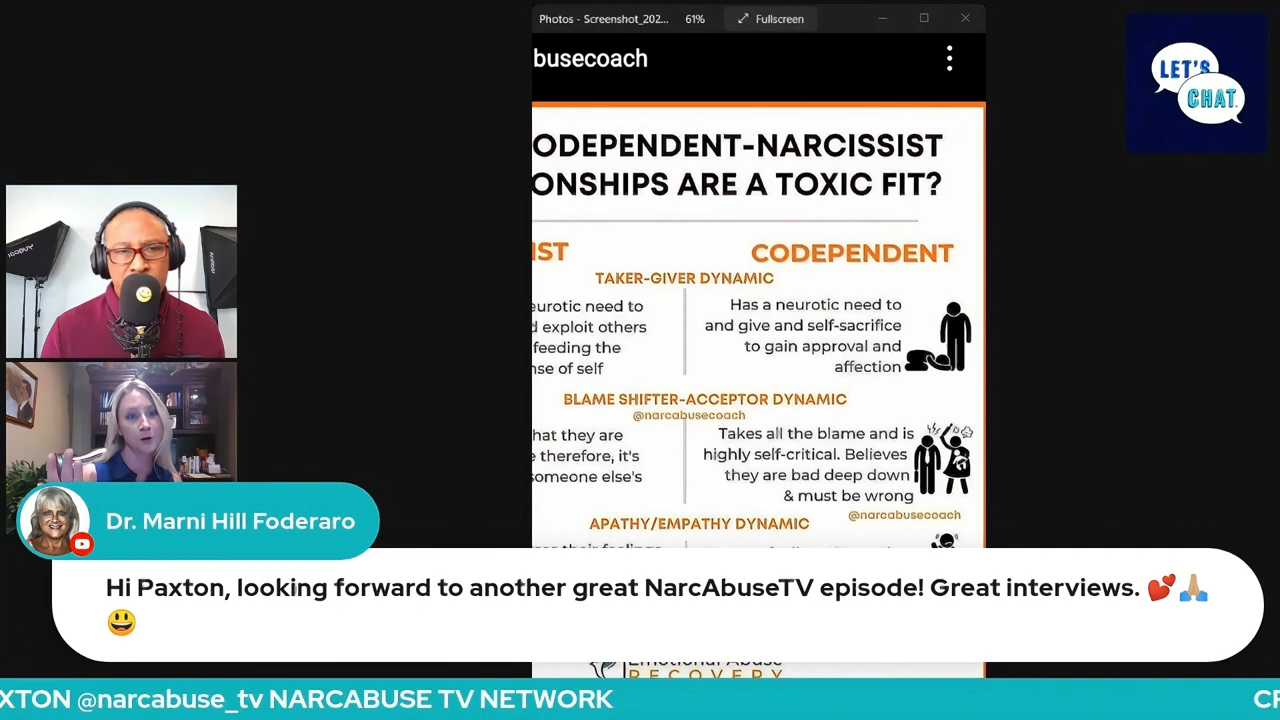 Photos - Screenshot_202...
61%
Fullscreen
busecoach
LET'S
CHAT
ODEPENDENT-NARCISSIST
ONSHIPS ARE A TOXIC FIT?
IST
CODEPENDENT
TAKER-GIVER DYNAMIC
eurotic need to
d exploit others
feeding the
nse of self
Has a neurotic need to
and give and self-sacrifice
to gain approval and
affection
BLAME SHIFTER-ACCEPTOR DYNAMIC
@narcabusecoach
hat they are
e therefore, it's
someone else's
Takes all the blame and is
highly self-critical. Believes
they are bad deep down
& must be wrong
@narcabusecoach
APATHY/EMPATHY DYNAMIC
Dr. Marni Hill Foderaro
Hi Paxton, looking forward to another great NarcAbuseTV episode! Great interviews. 💕🙏🏼
😃
Emotional Abuse
RECOVERY
XTON @narcabuse_tv NARCABUSE TV NETWORK